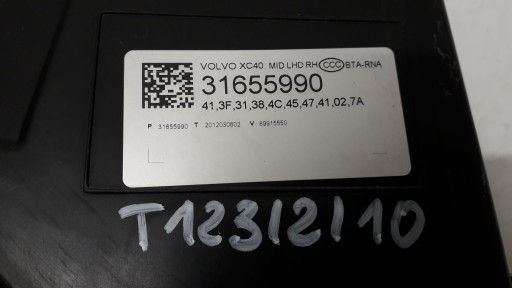 VOLVO XC40 MID LHD RH CCC BTA-RNA
31655990
41,3F,31,38,4C,45,47,41,02,7A
P 31655990 T 2012030602 V 89915550
T12312110